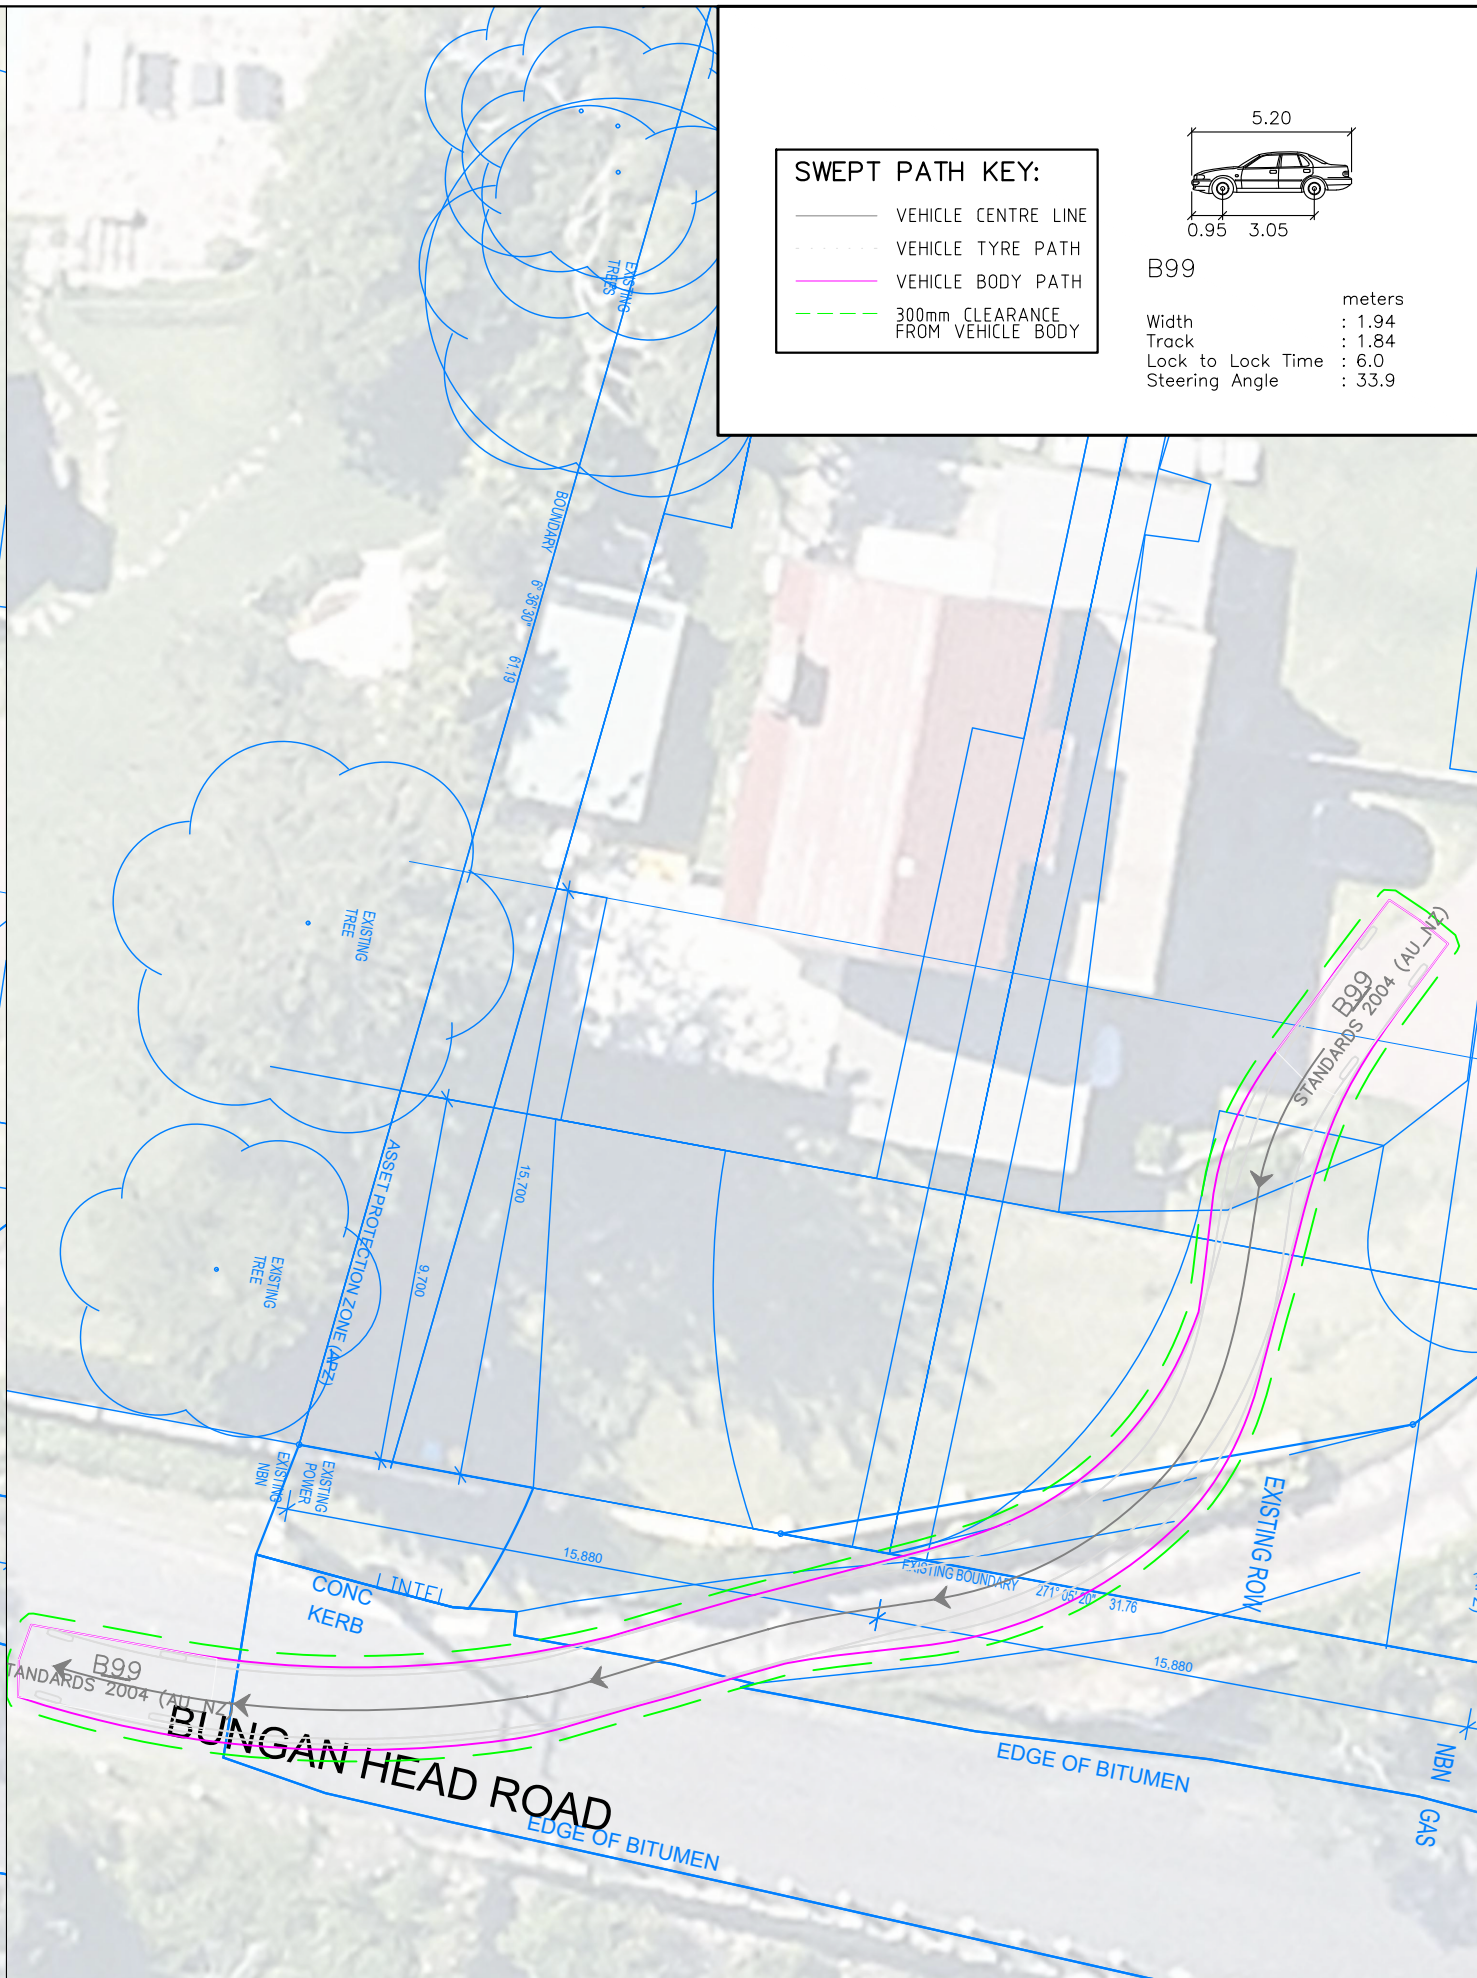 SWEPT PATH KEY:
VEHICLE CENTRE LINE
VEHICLE TYRE PATH
VEHICLE BODY PATH
300mm CLEARANCE
FROM VEHICLE BODY
5.20
0.95 3.05
B99
meters
Width : 1.94
Track : 1.84
Lock to Lock Time : 6.0
Steering Angle : 33.9
EXISTING
TREES
BOUNDARY 6° 36'30" 61.19
EXISTING
TREE
B99
STANDARDS 2004 (AU_NZ)
ASSET PROTECTION ZONE (APZ)
15,700
9,700
EXISTING
TREE
EXISTING
POWER
EXISTING
NBN
EXISTING ROW
15,880
EXISTING BOUNDARY 271° 05'20" 31.76
CONC
KERB
LINTEL
15,880
B99
TANDARDS 2004 (AU_NZ)
BUNGAN HEAD ROAD
EDGE OF BITUMEN
EDGE OF BITUMEN
NBN
GAS